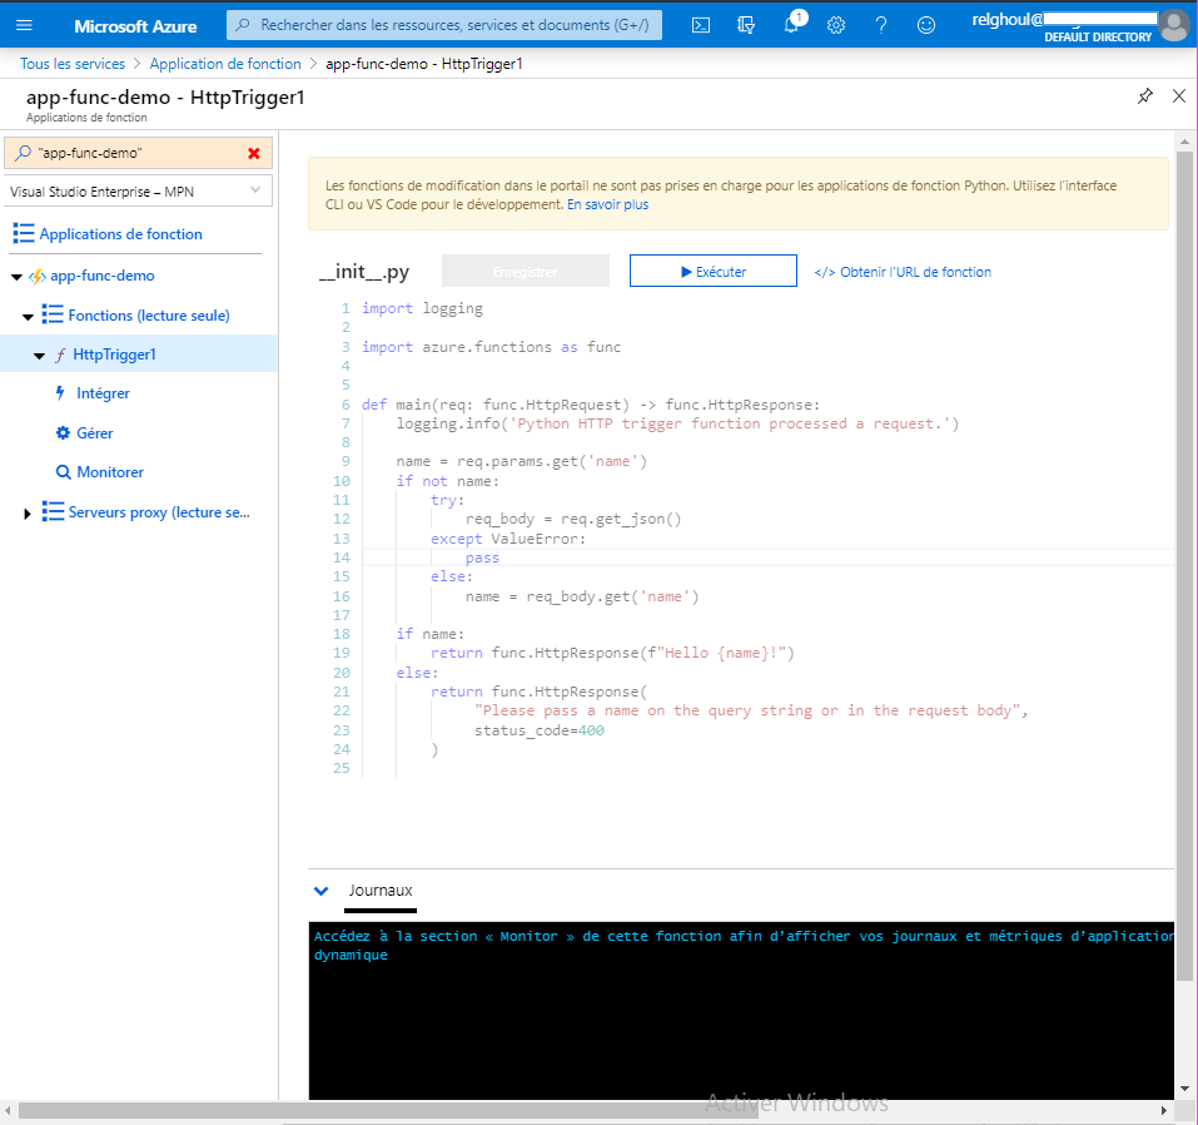 Microsoft Azure
Rechercher dans les ressources, services et documents (G+/)
1
relghoul@
DEFAULT DIRECTORY
Tous les services > Application de fonction > app-func-demo - HttpTrigger1
app-func-demo - HttpTrigger1
Applications de fonction
"app-func-demo"
Visual Studio Enterprise – MPN
Applications de fonction
app-func-demo
Fonctions (lecture seule)
HttpTrigger1
Intégrer
Gérer
Monitorer
Serveurs proxy (lecture se...
Les fonctions de modification dans le portail ne sont pas prises en charge pour les applications de fonction Python. Utilisez l'interface
CLI ou VS Code pour le développement. En savoir plus
__init__.py
Enregistrer
Exécuter
</> Obtenir l'URL de fonction
1 import logging
2
3 import azure.functions as func
4
5
6 def main(req: func.HttpRequest) -> func.HttpResponse:
7     logging.info('Python HTTP trigger function processed a request.')
8
9     name = req.params.get('name')
10     if not name:
11         try:
12             req_body = req.get_json()
13         except ValueError:
14             pass
15         else:
16             name = req_body.get('name')
17
18     if name:
19         return func.HttpResponse(f"Hello {name}!")
20     else:
21         return func.HttpResponse(
22              "Please pass a name on the query string or in the request body",
23              status_code=400
24         )
25
Journaux
Accédez à la section « Monitor » de cette fonction afin d'afficher vos journaux et métriques d'application
dynamique
Activer Windows